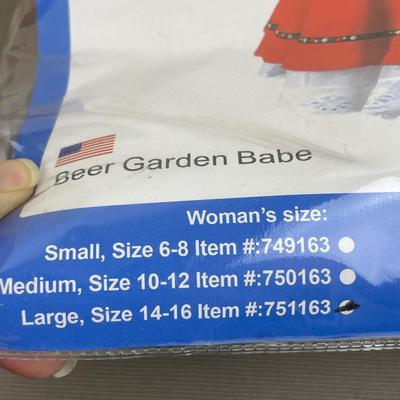 Beer Garden Babe
Woman's size:
Small, Size 6-8 Item #:749163
Medium, Size 10-12 Item #:750163
Large, Size 14-16 Item #:751163